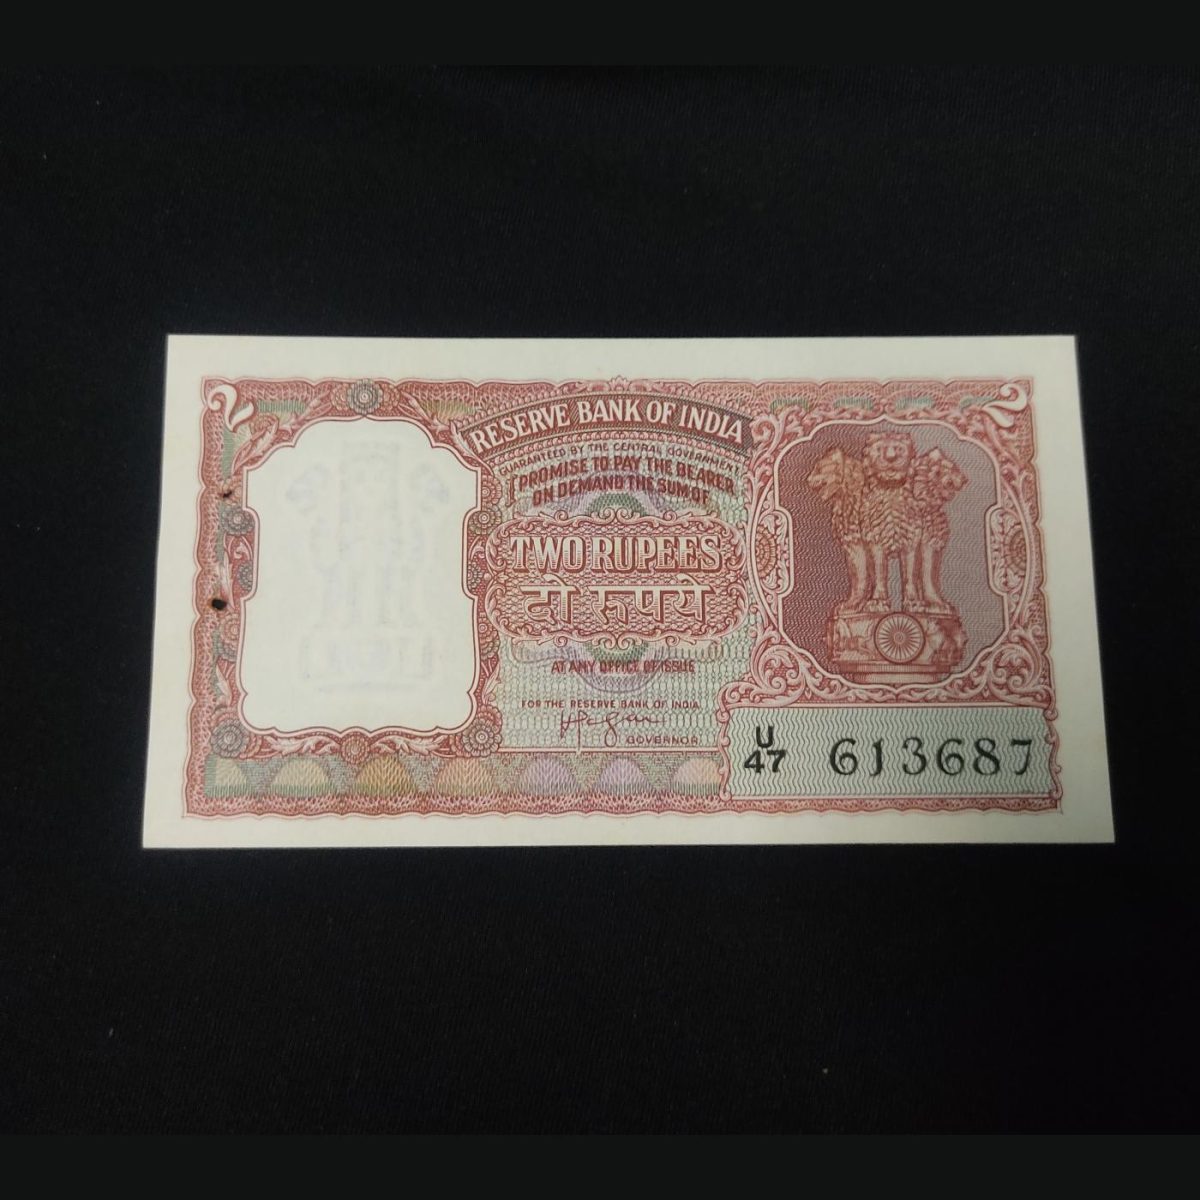 2 2
RESERVE BANK OF INDIA
GUARANTEED BY THE CENTRAL GOVERNMENT
I PROMISE TO PAY THE BEARER
ON DEMAND THE SUM OF
TWO RUPEES
दो रुपये
AT ANY OFFICE OF ISSUE
FOR THE RESERVE BANK OF INDIA
GOVERNOR.
U
47 613687